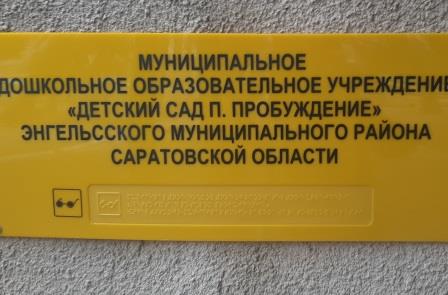 МУНИЦИПАЛЬНОЕ
ДОШКОЛЬНОЕ ОБРАЗОВАТЕЛЬНОЕ УЧРЕЖДЕНИЕ
«ДЕТСКИЙ САД П. ПРОБУЖДЕНИЕ»
ЭНГЕЛЬССКОГО МУНИЦИПАЛЬНОГО РАЙОНА
САРАТОВСКОЙ ОБЛАСТИ